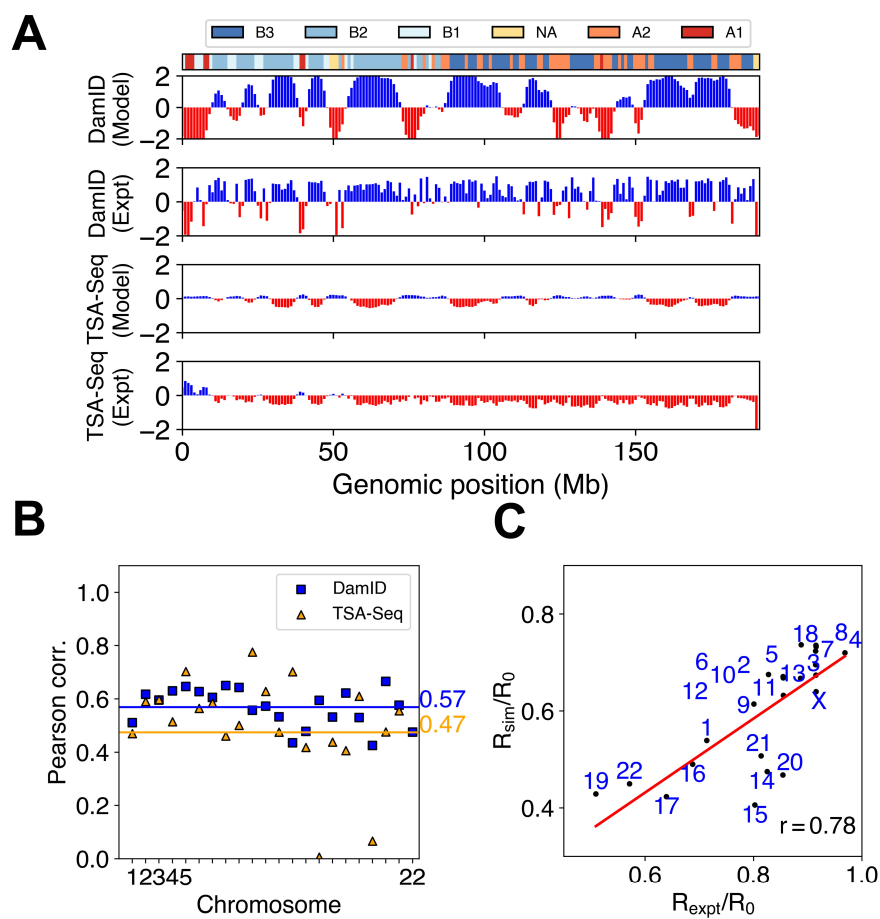 A
B3 B2 B1 NA A2 A1
DamID
(Model)
2
0
−2
DamID
(Expt)
2
0
−2
TSA-Seq
(Model)
2
0
−2
TSA-Seq
(Expt)
2
0
−2
0 50 100 150
Genomic position (Mb)
B
Pearson corr.
1.0
0.8
0.6
0.4
0.2
0.0
DamID
TSA-Seq
0.57
0.47
12345 22
Chromosome
C
R_sim/R_0
0.8
0.6
0.4
18 8 4
7
6 10 2 5 3
13
12 11 X
9
1
21
16 14 20
19 22
17 15
r = 0.78
0.6 0.8 1.0
R_expt/R_0